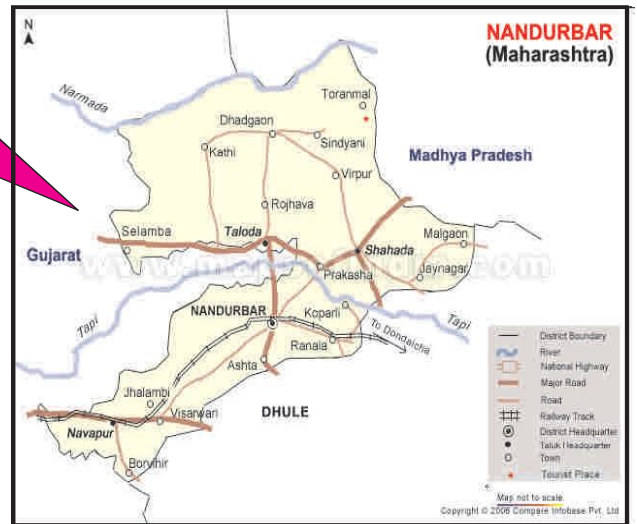 N
NANDURBAR
(Maharashtra)
Narmada
Toranmal
Dhadgaon
Sindyani
Kathi
Madhya Pradesh
Virpur
Rojhava
Selamba
Taloda
Malgaon
Shahada
Gujarat
Prakasha
Jaynagar
NANDURBAR
Koparli
Tapi
Tapi
To Dondaicha
Ranala
Ashta
Jhalambi
DHULE
Visarwari
Navapur
Borvihir
District Boundary
River
National Highway
Major Road
Road
Railway Track
District Headquarter
Taluk Headquarter
Town
Tourist Place
Map not to scale
Copyright © 2006 Compare Infobase Pvt. Ltd